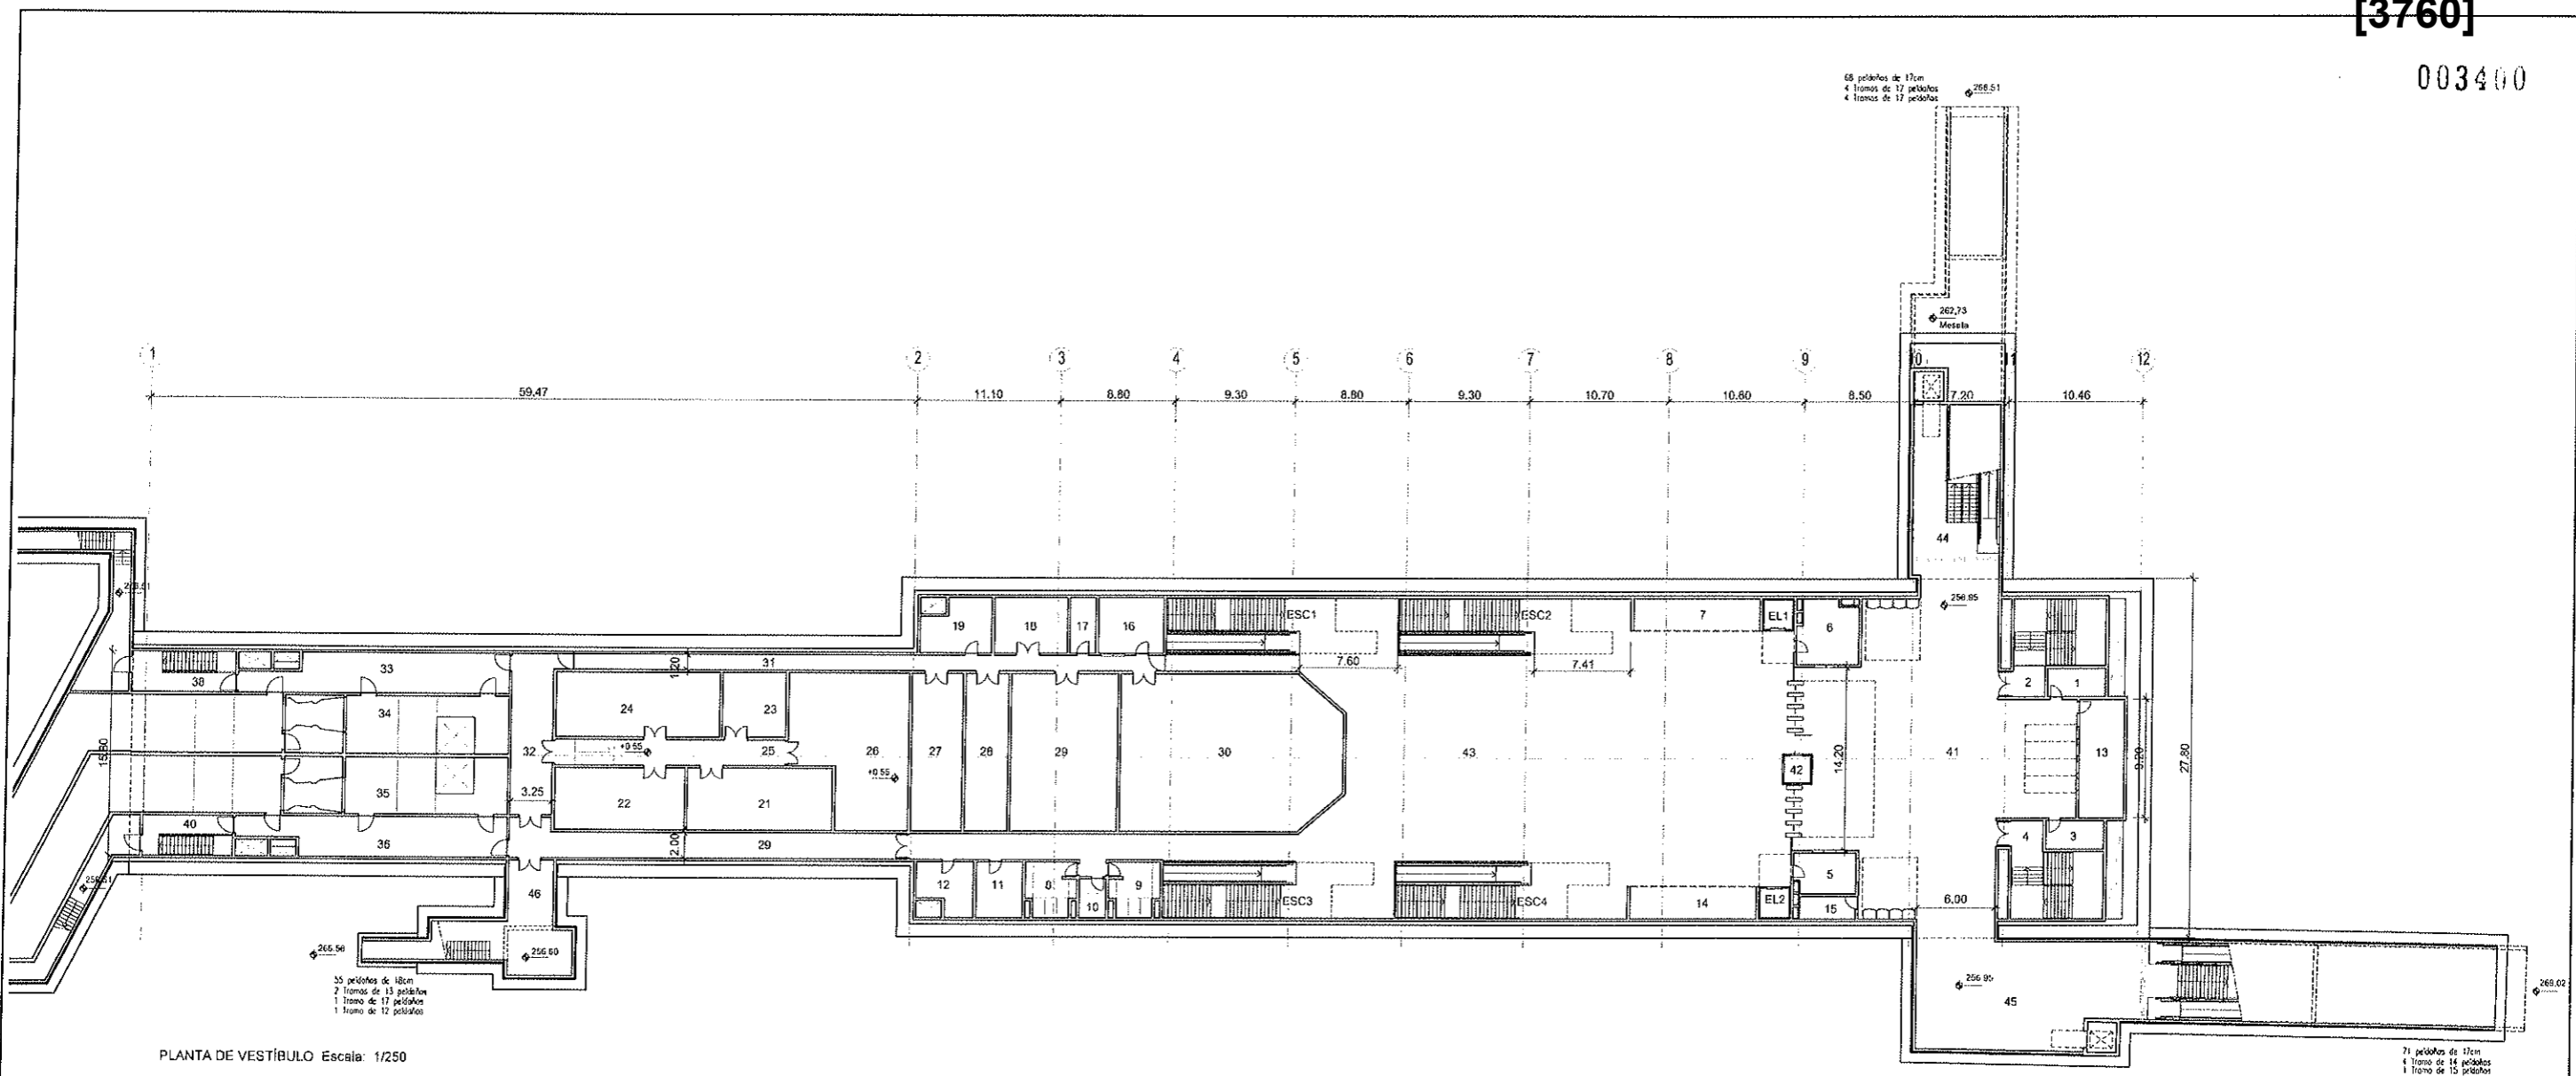 [3760]
003400
68 peldaños de 17cm
4 Tramos de 17 peldaños
4 Tramos de 17 peldaños
268.51
262.73
Meseta
1 2 3 4 5 6 7 8 9 10 11 12
59.47 11.10 8.80 9.30 8.80 9.30 10.70 10.60 8.50 7.20 10.46
44
256.95
19 18 17 16 ESC1 ESC2 7 EL1 6
33 31 1.20 7.60 7.41
38 2 1
34 24 23
32 +0.55 25 26 27 28 29 30 43 42 14.20 41 13 9.20 27.80
+0.55
15.80
35 3.25 22 21
40 36 2.00 29 4 3
46 12 11 8 10 9 ESC3 ESC4 14 EL2 5 15 6.00
265.56
256.60
256.95
45
269.02
55 peldaños de 18cm
2 Tramos de 13 peldaños
1 Tramo de 17 peldaños
1 Tramo de 12 peldaños
PLANTA DE VESTÍBULO Escala: 1/250
71 peldaños de 17cm
4 Tramo de 14 peldaños
1 Tramo de 15 peldaños